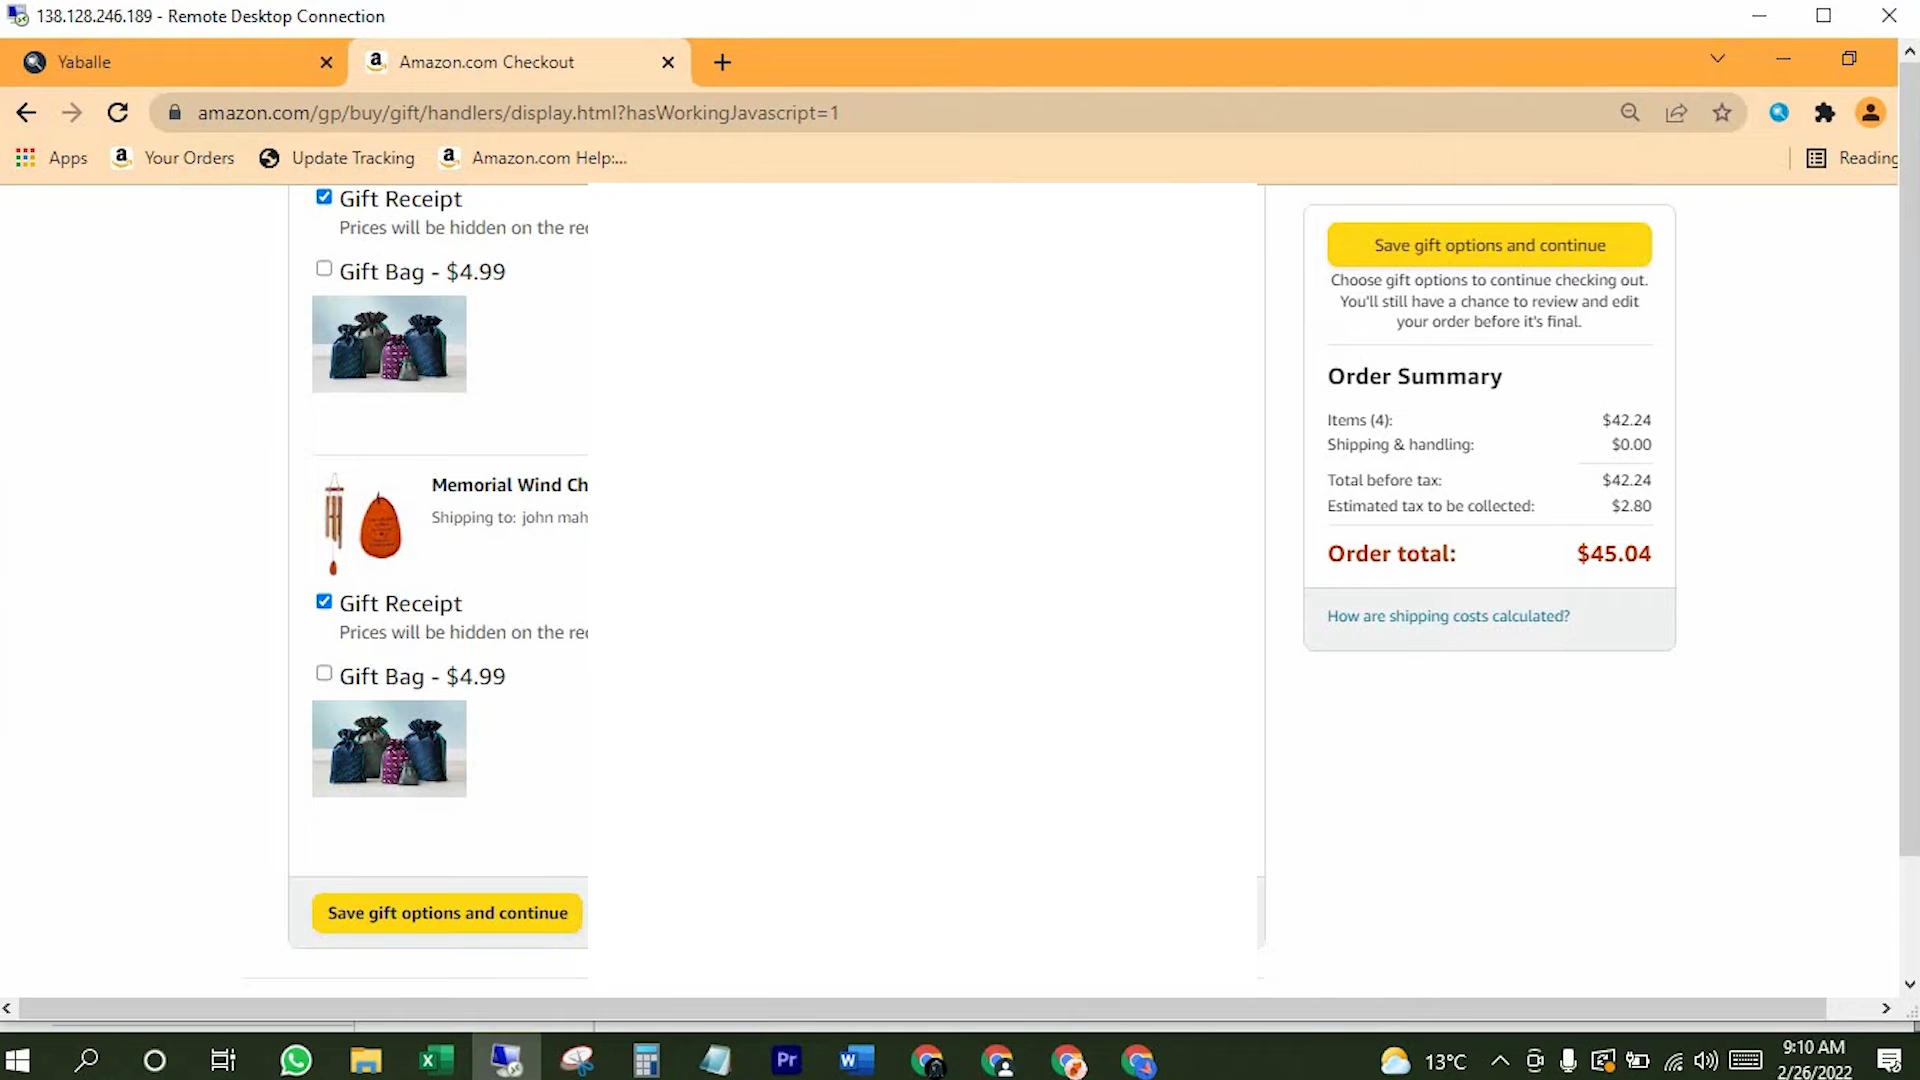 138.128.246.189 - Remote Desktop Connection
Yaballe
Amazon.com Checkout
amazon.com/gp/buy/gift/handlers/display.html?hasWorkingJavascript=1
Apps
Your Orders
Update Tracking
Amazon.com Help:...
Reading
Gift Receipt
Prices will be hidden on the rec
Gift Bag - $4.99
Memorial Wind Ch
Shipping to: john mah
Gift Receipt
Prices will be hidden on the rec
Gift Bag - $4.99
Save gift options and continue
Save gift options and continue
Choose gift options to continue checking out.
You'll still have a chance to review and edit
your order before it's final.
Order Summary
Items (4): $42.24
Shipping & handling: $0.00
Total before tax: $42.24
Estimated tax to be collected: $2.80
Order total: $45.04
How are shipping costs calculated?
Pr
13°C
9:10 AM
2/26/2022